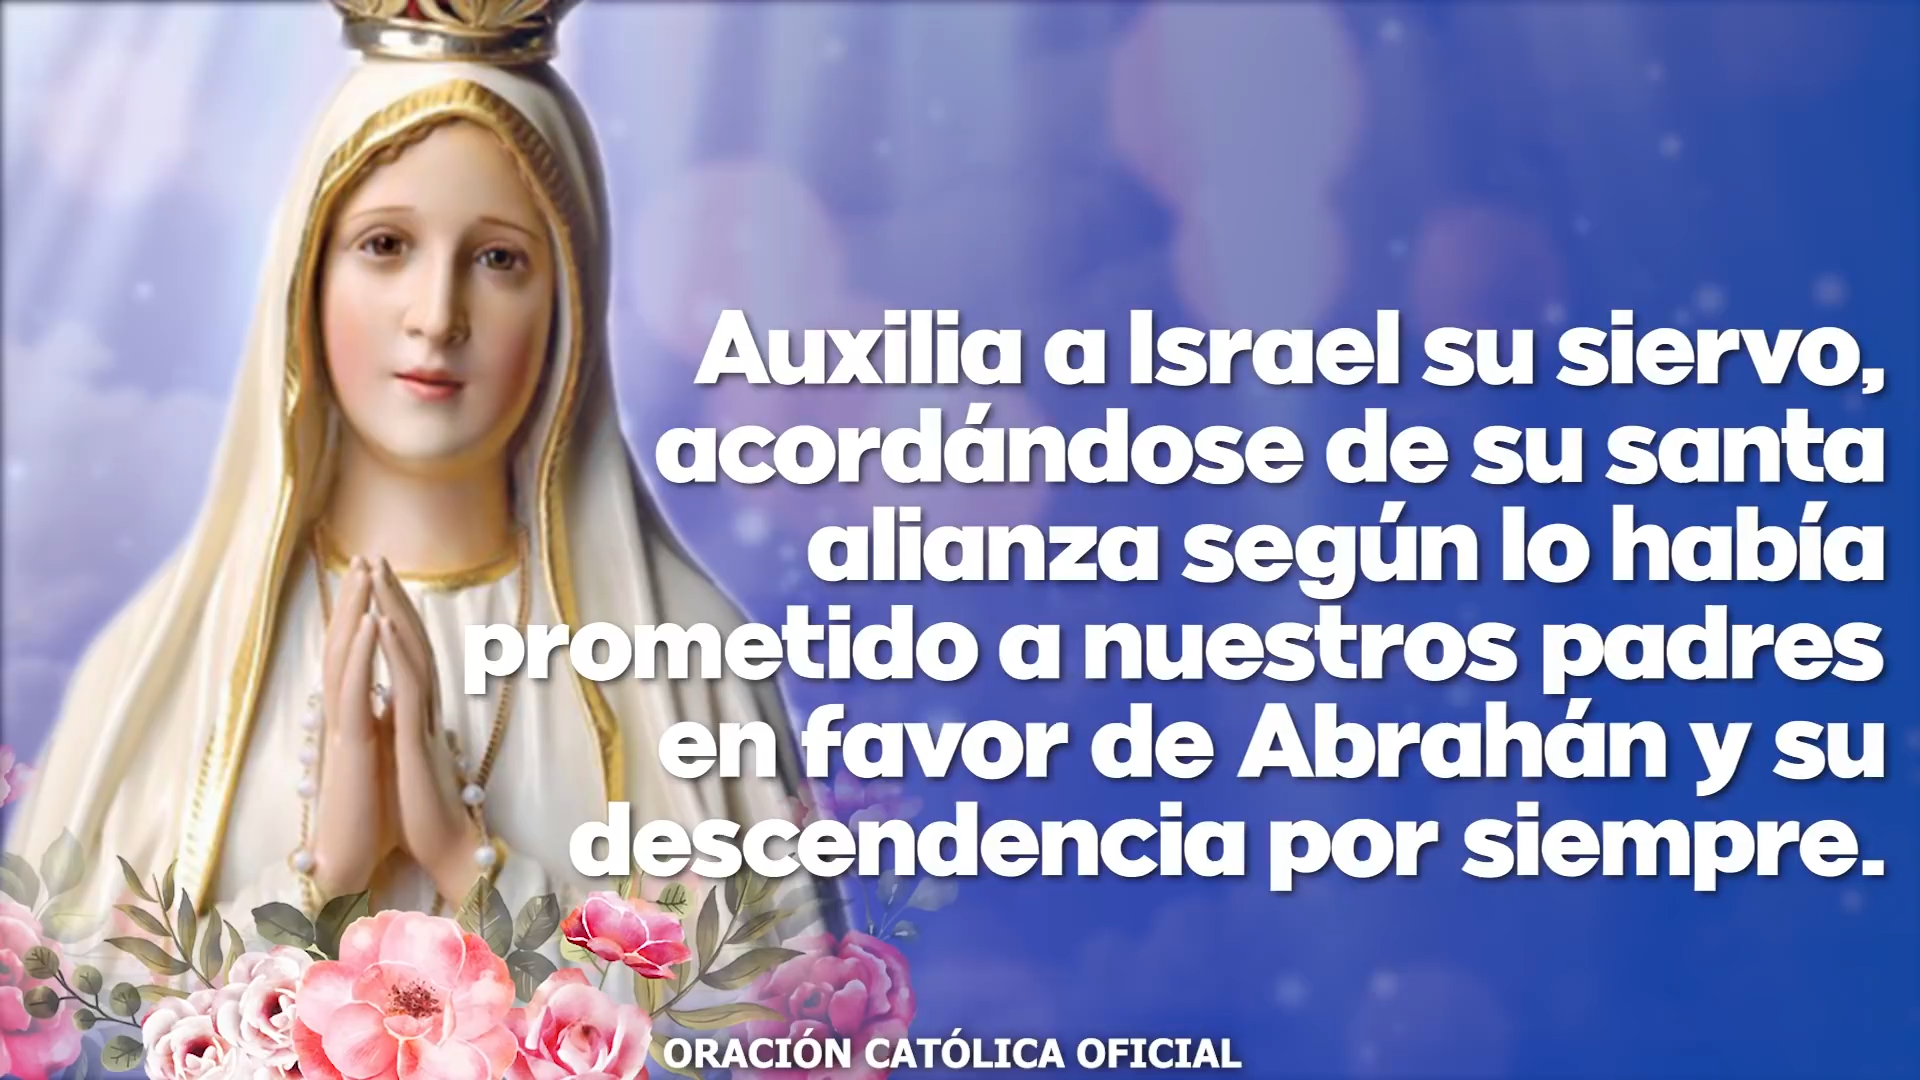 Auxilia a Israel su siervo,
acordándose de su santa
alianza según lo había
prometido a nuestros padres
en favor de Abrahán y su
descendencia por siempre.
ORACIÓN CATÓLICA OFICIAL